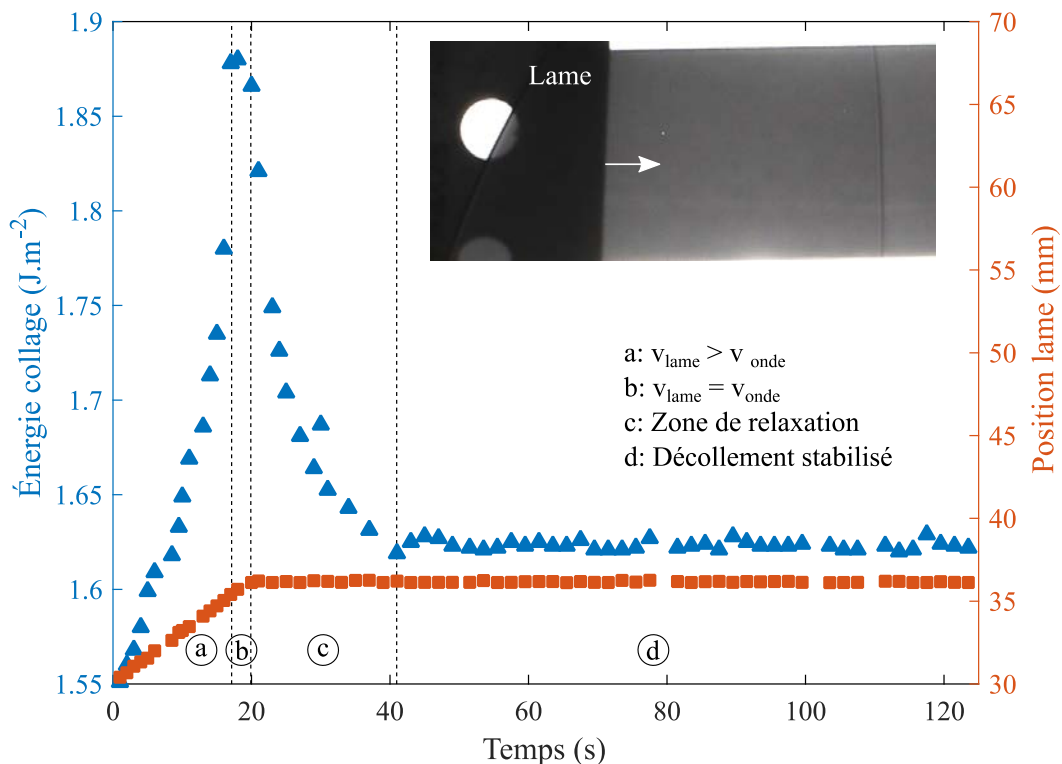 1.9
1.85
1.8
1.75
1.7
1.65
1.6
1.55
Énergie collage (J.m-2)
70
65
60
55
50
45
40
35
30
Position lame (mm)
Lame
a: vlame > v onde
b: vlame = vonde
c: Zone de relaxation
d: Décollement stabilisé
a
b
c
d
0 20 40 60 80 100 120
Temps (s)